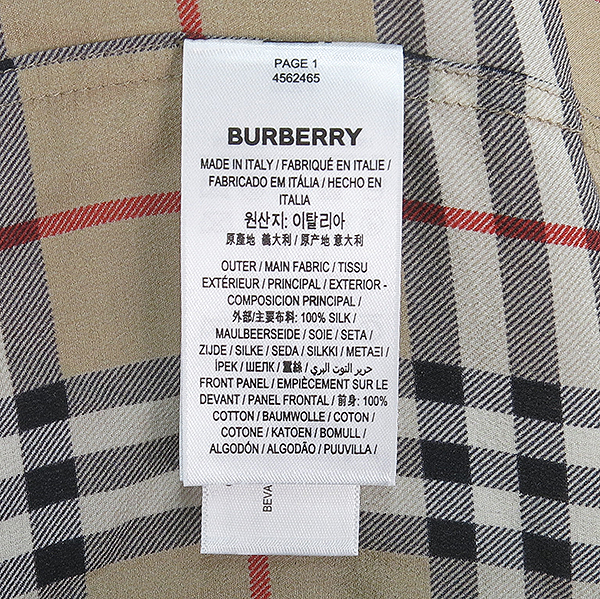 PAGE 1
4562465
BURBERRY
MADE IN ITALY / FABRIQUÉ EN ITALIE /
FABRICADO EM ITÁLIA / HECHO EN
ITALIA
원산지: 이탈리아
原產地 義大利 / 原产地 意大利
OUTER / MAIN FABRIC / TISSU
EXTÉRIEUR / PRINCIPAL / EXTERIOR -
COMPOSICION PRINCIPAL /
外部/主要布料: 100% SILK /
MAULBEERSEIDE / SOIE / SETA /
ZIJDE / SILKE / SEDA / SILKKI / ΜΕΤΑΞΙ /
İPEK / ШЕЛК / 蠶絲 / حرير التوت البري /
FRONT PANEL / EMPIÈCEMENT SUR LE
DEVANT / PANEL FRONTAL / 前身: 100%
COTTON / BAUMWOLLE / COTON /
COTONE / KATOEN / BOMULL /
ALGODÓN / ALGODÃO / PUUVILLA /
BEVA